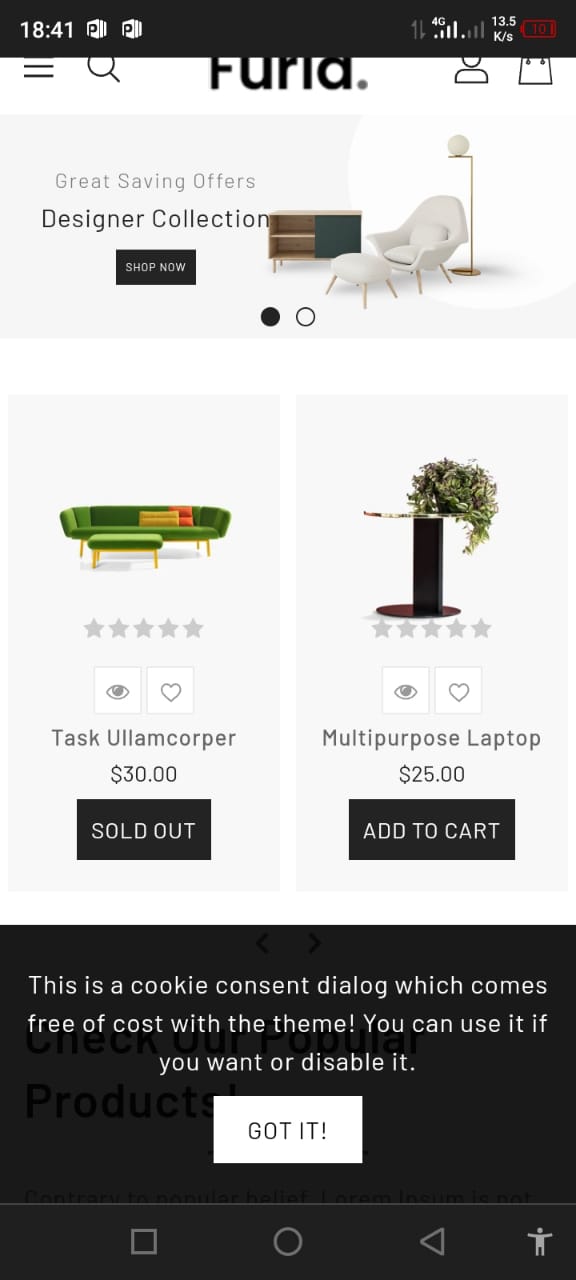 18:41
4G
13.5
K/s
10
Furla.
Great Saving Offers
Designer Collection
SHOP NOW
Task Ullamcorper
$30.00
SOLD OUT
Multipurpose Laptop
$25.00
ADD TO CART
This is a cookie consent dialog which comes
free of cost with the theme! You can use it if
you want or disable it.
Check Our Popular
Products!
GOT IT!
Contrary to popular belief, Lorem Ipsum is not